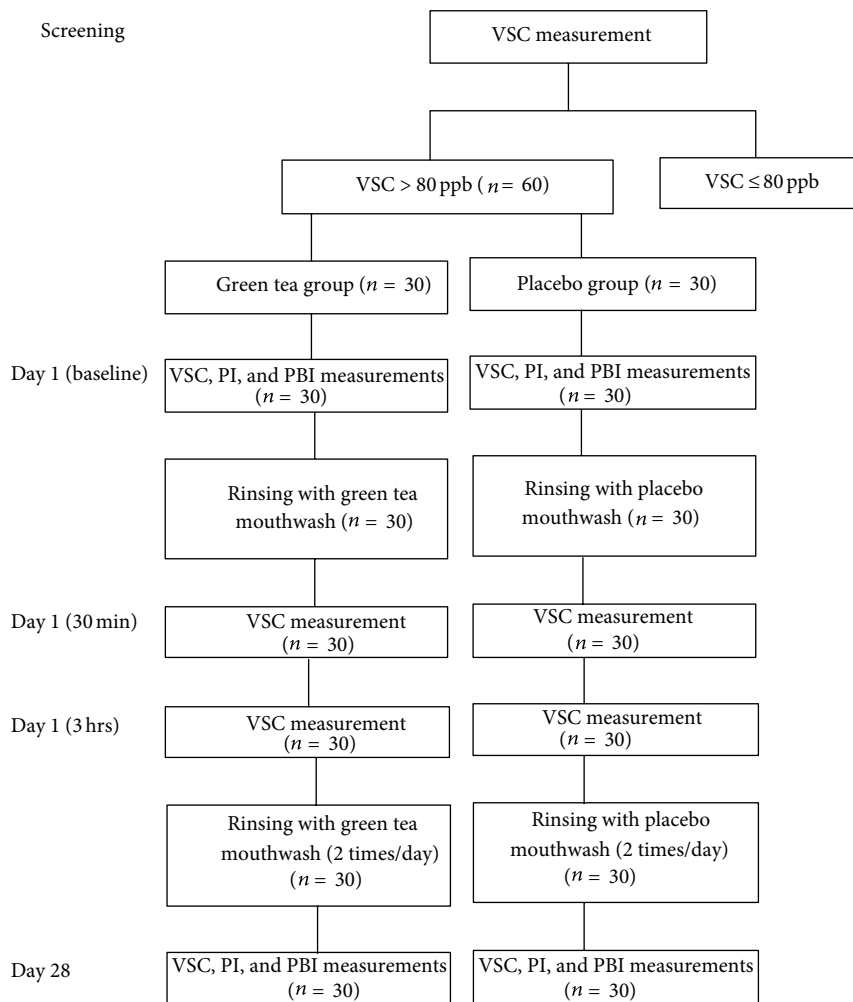 Screening
VSC measurement
VSC > 80 ppb (n = 60)
VSC ≤ 80 ppb
Green tea group (n = 30)
Placebo group (n = 30)
Day 1 (baseline)
VSC, PI, and PBI measurements
(n = 30)
VSC, PI, and PBI measurements
(n = 30)
Rinsing with green tea
mouthwash (n = 30)
Rinsing with placebo
mouthwash (n = 30)
Day 1 (30 min)
VSC measurement
(n = 30)
VSC measurement
(n = 30)
Day 1 (3 hrs)
VSC measurement
(n = 30)
VSC measurement
(n = 30)
Rinsing with green tea
mouthwash (2 times/day)
(n = 30)
Rinsing with placebo
mouthwash (2 times/day)
(n = 30)
Day 28
VSC, PI, and PBI measurements
(n = 30)
VSC, PI, and PBI measurements
(n = 30)